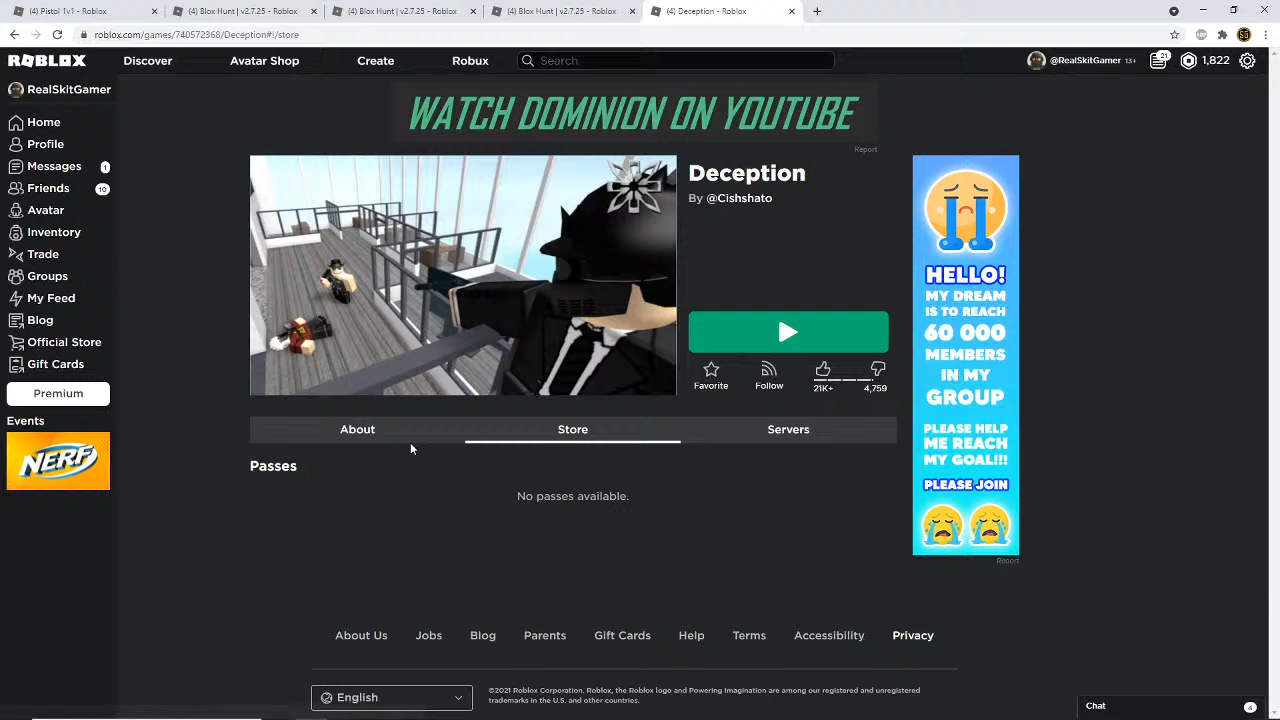 (4) Pistol 1v1 - Roblox
(4) Blox Hunt | v2.7.25 - Roblox
(4) Blox Hunt | v2.7.25 - Roblox
(4) Blox Hunt | v2.7.25 - Roblox
(4) Deception - Roblox
roblox.com/games/740572368/Deception#!/store
ROBLOX
Discover
Avatar Shop
Create
Robux
Search
@RealSkitGamer 13+
21
1,822
RealSkitGamer
Home
Profile
Messages 1
Friends 10
Avatar
Inventory
Trade
Groups
My Feed
Blog
Official Store
Gift Cards
Premium
Events
NERF
WATCH DOMINION ON YOUTUBE
Report
Deception
By @Cishshato
Favorite
Follow
21K+
4,759
About
Store
Servers
Passes
No passes available.
HELLO!
MY DREAM
IS TO REACH
60 000
MEMBERS
IN MY
GROUP
PLEASE HELP
ME REACH
MY GOAL!!!
PLEASE JOIN
Report
About Us
Jobs
Blog
Parents
Gift Cards
Help
Terms
Accessibility
Privacy
English
©2021 Roblox Corporation. Roblox, the Roblox logo and Powering Imagination are among our registered and unregistered
trademarks in the U.S. and other countries.
Chat
4